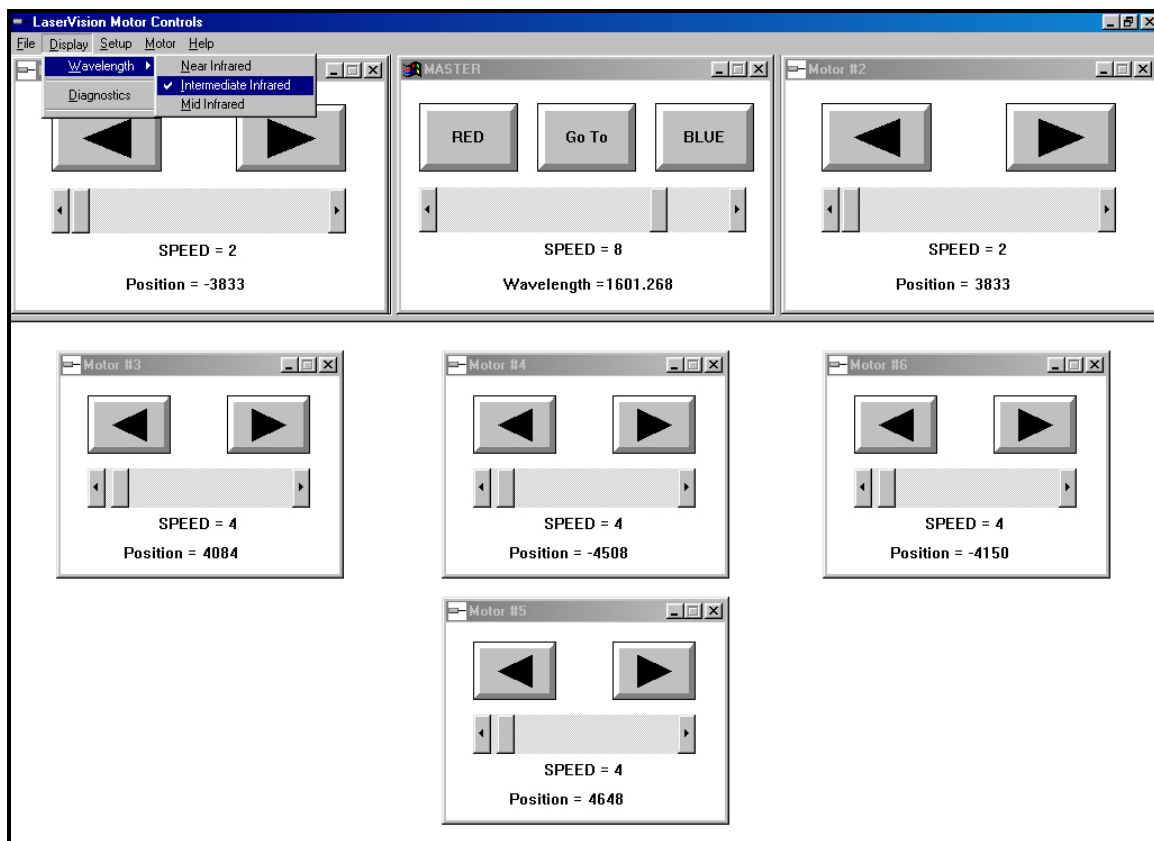 LaserVision Motor Controls
File Display Setup Motor Help
Wavelength
Near Infrared
Intermediate Infrared
Mid Infrared
Diagnostics
MASTER
RED
Go To
BLUE
Motor #2
SPEED = 2
Position = -3833
SPEED = 8
Wavelength =1601.268
SPEED = 2
Position = 3833
Motor #3
SPEED = 4
Position = 4084
Motor #4
SPEED = 4
Position = -4508
Motor #6
SPEED = 4
Position = -4150
Motor #5
SPEED = 4
Position = 4648